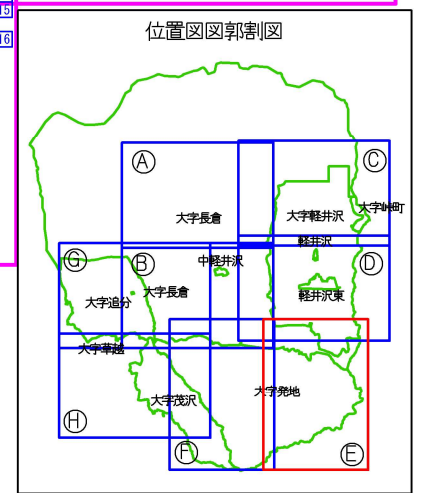 15
16
位置図図郭割図
A
C
大字長倉
大字軽井沢
大字峠町
軽井沢
G
B
中軽井沢
D
大字追分
大字長倉
軽井沢東
大字草越
大字発地
大字茂沢
H
F
E